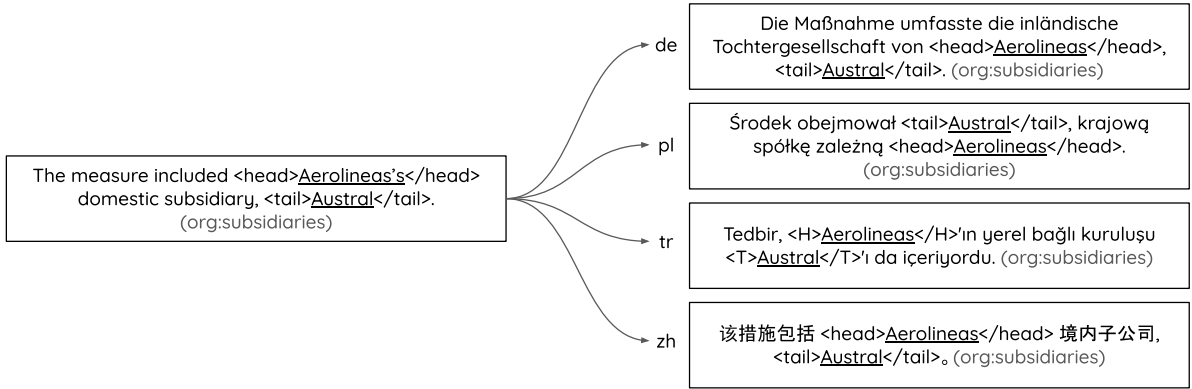 The measure included <head>Aerolineas’s</head>
domestic subsidiary, <tail>Austral</tail>.
(org:subsidiaries)
de
Die Maßnahme umfasste die inländische
Tochtergesellschaft von <head>Aerolineas</head>,
<tail>Austral</tail>. (org:subsidiaries)
pl
Środek obejmował <tail>Austral</tail>, krajową
spółkę zależną <head>Aerolineas</head>.
(org:subsidiaries)
tr
Tedbir, <H>Aerolineas</H>'ın yerel bağlı kuruluşu
<T>Austral</T>'ı da içeriyordu. (org:subsidiaries)
zh
该措施包括 <head>Aerolineas</head> 境内子公司,
<tail>Austral</tail>。(org:subsidiaries)